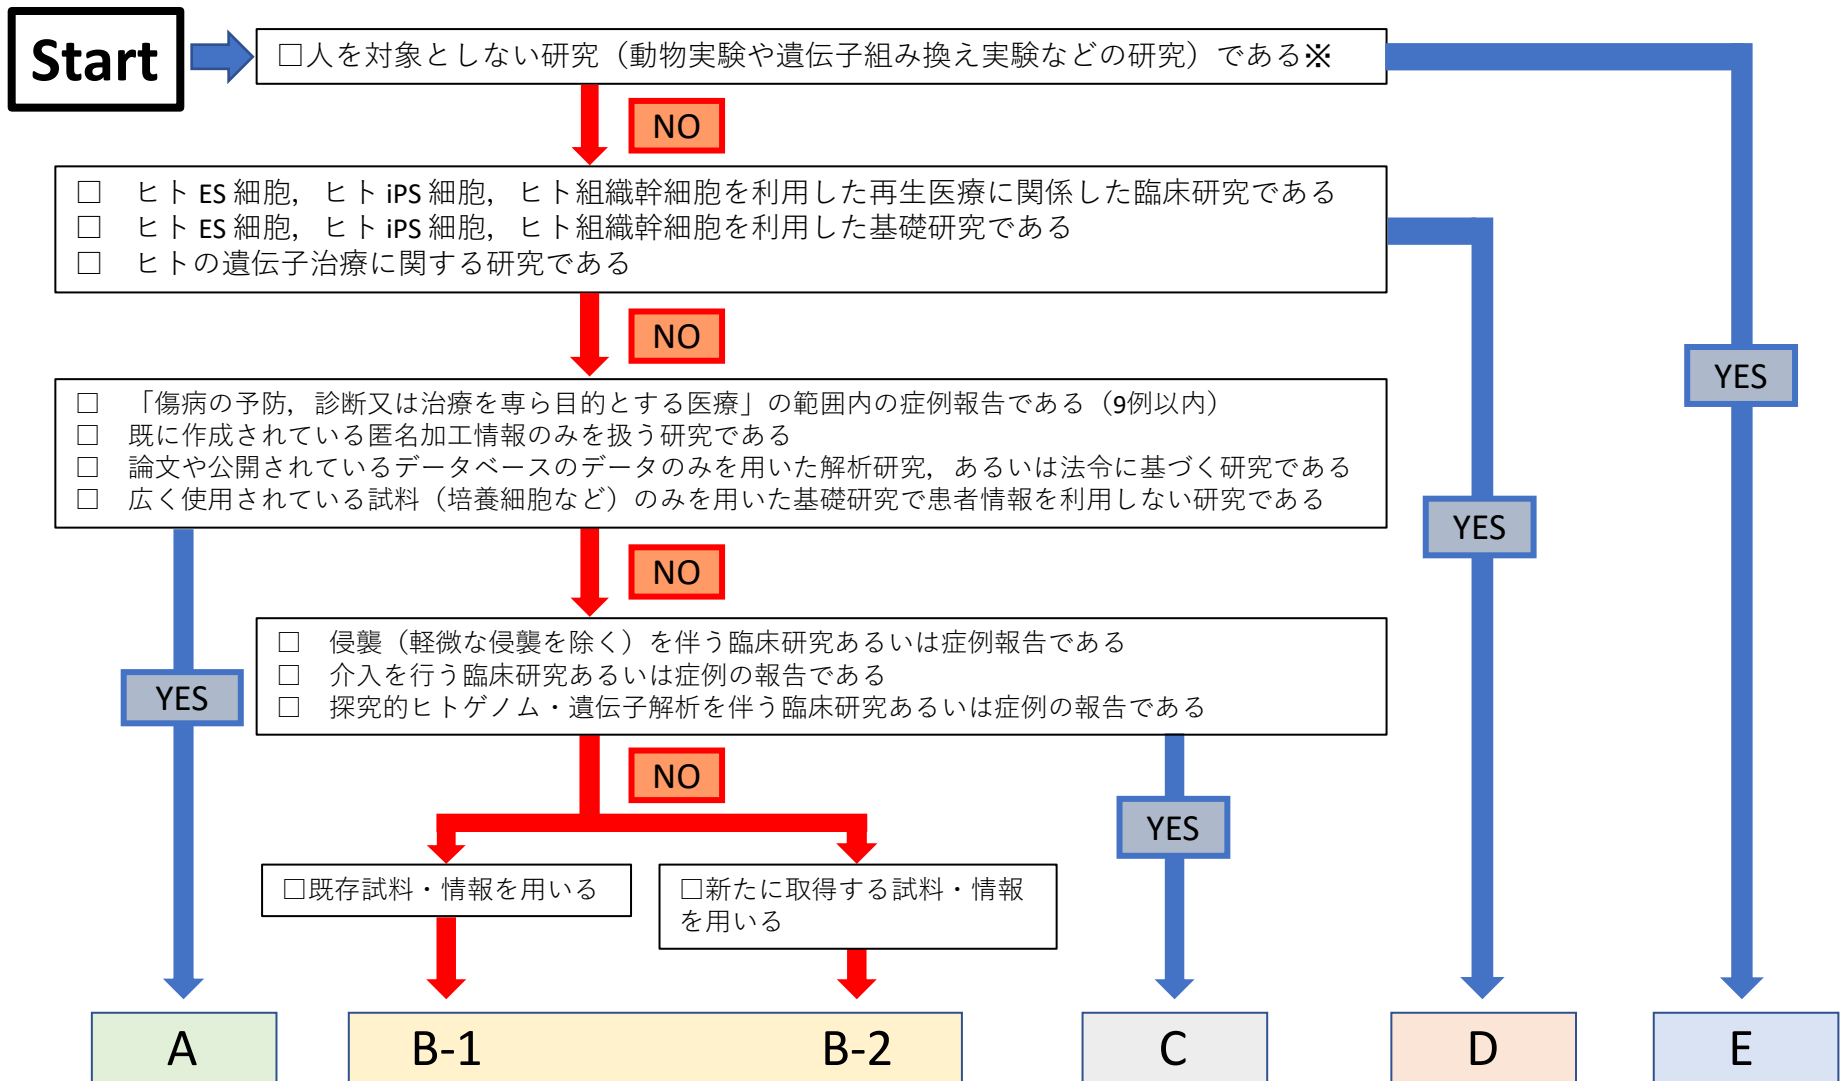 Start
□人を対象としない研究（動物実験や遺伝子組み換え実験などの研究）である※
NO
□ ヒト ES 細胞，ヒト iPS 細胞，ヒト組織幹細胞を利用した再生医療に関係した臨床研究である
□ ヒト ES 細胞，ヒト iPS 細胞，ヒト組織幹細胞を利用した基礎研究である
□ ヒトの遺伝子治療に関する研究である
NO
YES
□ 「傷病の予防，診断又は治療を専ら目的とする医療」の範囲内の症例報告である（9例以内）
□ 既に作成されている匿名加工情報のみを扱う研究である
□ 論文や公開されているデータベースのデータのみを用いた解析研究，あるいは法令に基づく研究である
□ 広く使用されている試料（培養細胞など）のみを用いた基礎研究で患者情報を利用しない研究である
YES
NO
□ 侵襲（軽微な侵襲を除く）を伴う臨床研究あるいは症例報告である
□ 介入を行う臨床研究あるいは症例の報告である
□ 探究的ヒトゲノム・遺伝子解析を伴う臨床研究あるいは症例の報告である
YES
NO
YES
□既存試料・情報を用いる
□新たに取得する試料・情報
を用いる
A
B-1
B-2
C
D
E